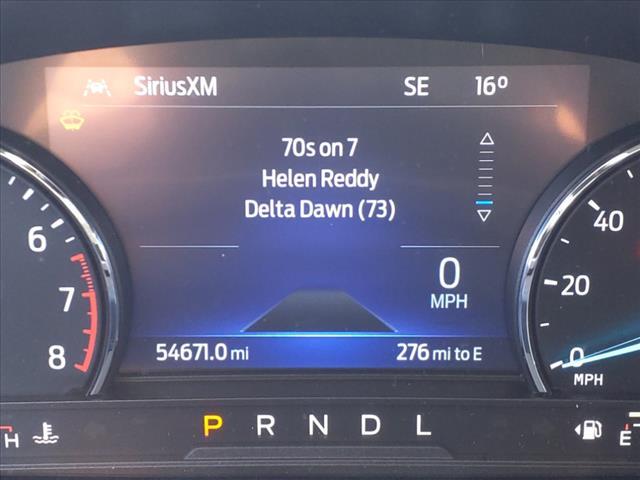 SiriusXM SE 16°
70s on 7
Helen Reddy
Delta Dawn (73)
0
MPH
54671.0 mi 276 mi to E
6
7
8
40
20
0
MPH
P R N D L
H
E